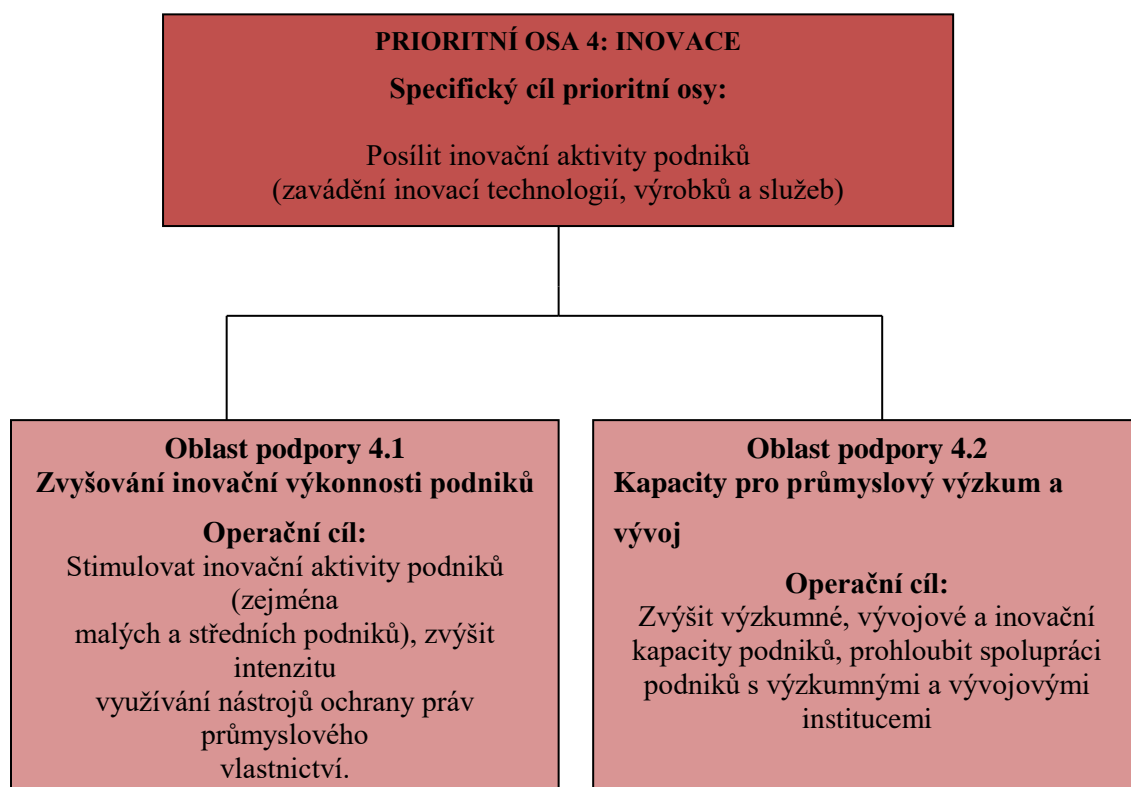 PRIORITNÍ OSA 4: INOVACE
Specifický cíl prioritní osy:
Posílit inovační aktivity podniků
(zavádění inovací technologií, výrobků a služeb)
Oblast podpory 4.1
Zvyšování inovační výkonnosti podniků
Operační cíl:
Stimulovat inovační aktivity podniků
(zejména
malých a středních podniků), zvýšit
intenzitu
využívání nástrojů ochrany práv
průmyslového
vlastnictví.
Oblast podpory 4.2
Kapacity pro průmyslový výzkum a
vývoj
Operační cíl:
Zvýšit výzkumné, vývojové a inovační
kapacity podniků, prohloubit spolupráci
podniků s výzkumnými a vývojovými
institucemi